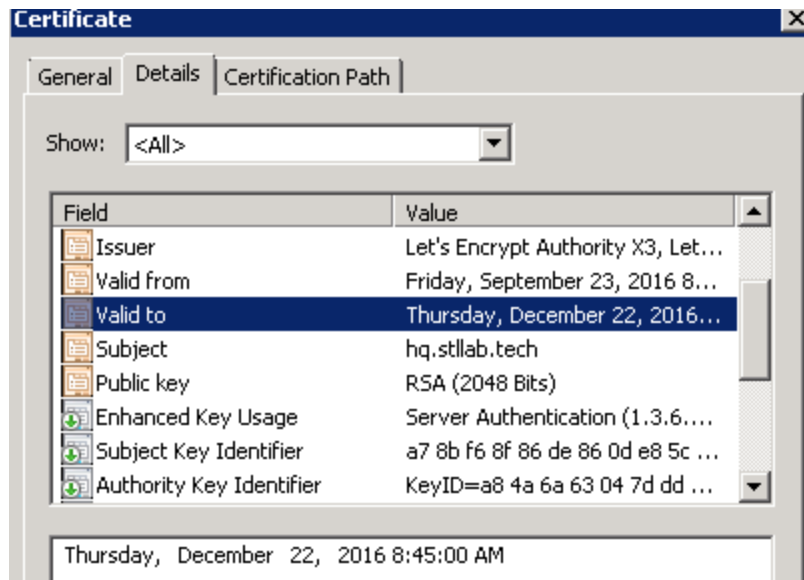 Certificate
General Details Certification Path
Show: <All>
Field Value
Issuer Let's Encrypt Authority X3, Let...
Valid from Friday, September 23, 2016 8...
Valid to Thursday, December 22, 2016...
Subject hq.stllab.tech
Public key RSA (2048 Bits)
Enhanced Key Usage Server Authentication (1.3.6....
Subject Key Identifier a7 8b f6 8f 86 de 86 0d e8 5c ...
Authority Key Identifier KeyID=a8 4a 6a 63 04 7d dd ...
Thursday, December 22, 2016 8:45:00 AM